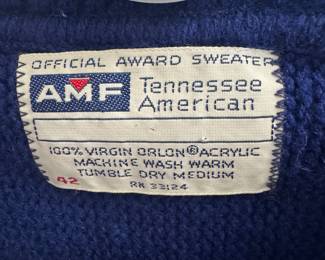 OFFICIAL AWARD SWEATER
AMF Tennessee
American
100% VIRGIN ORLON® ACRYLIC
MACHINE WASH WARM
TUMBLE DRY MEDIUM
42 RN 33124